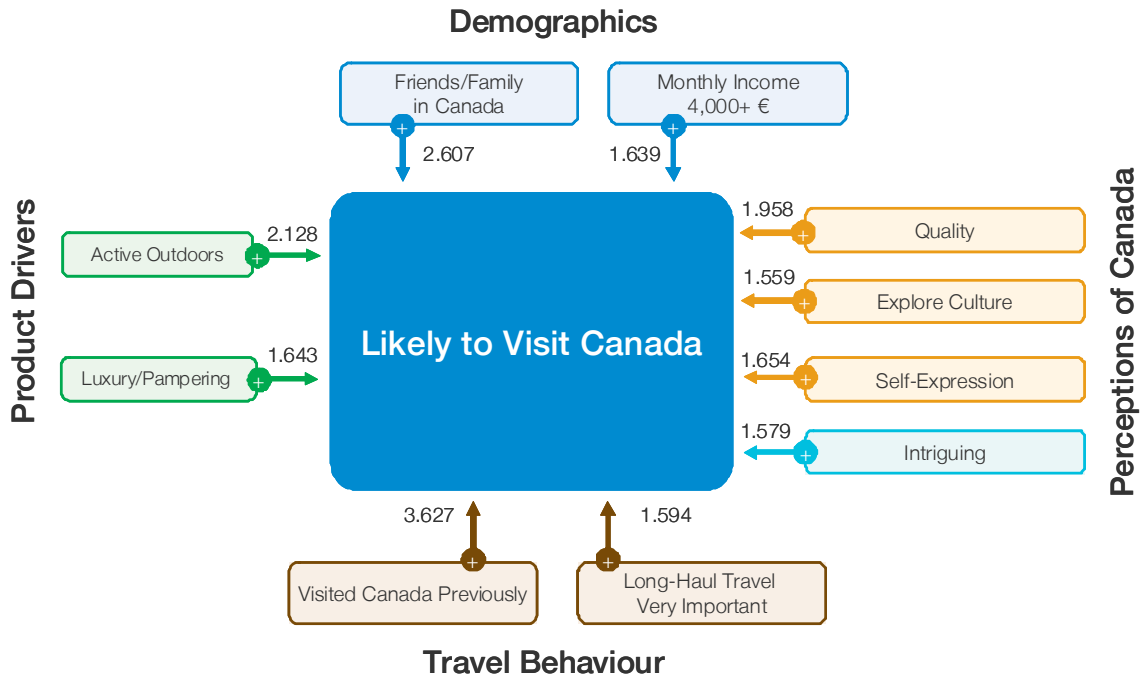 Demographics
Friends/Family
in Canada
Monthly Income
4,000+ €
+
+
2.607
1.639
Product Drivers
Active Outdoors
+
2.128
Luxury/Pampering
+
1.643
Likely to Visit Canada
Perceptions of Canada
1.958
+
Quality
1.559
+
Explore Culture
1.654
+
Self-Expression
1.579
+
Intriguing
3.627
1.594
+
+
Visited Canada Previously
Long-Haul Travel
Very Important
Travel Behaviour